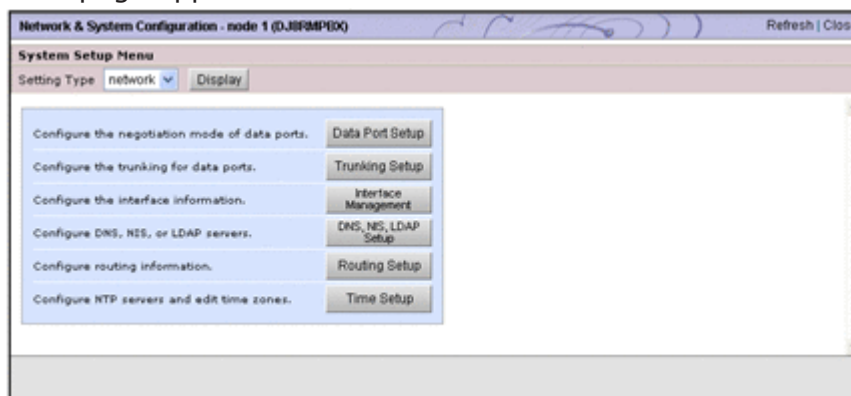 Network & System Configuration - node 1 (DJ8RMPBX)
Refresh | Clos
System Setup Menu
Setting Type network Display
Configure the negotiation mode of data ports. Data Port Setup
Configure the trunking for data ports. Trunking Setup
Configure the interface information. Interface Management
Configure DNS, NIS, or LDAP servers. DNS, NIS, LDAP Setup
Configure routing information. Routing Setup
Configure NTP servers and edit time zones. Time Setup